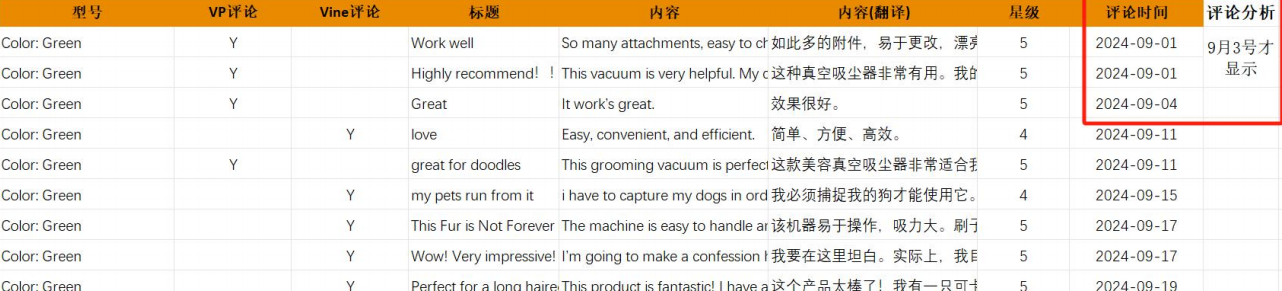 型号 VP评论 Vine评论 标题 内容 内容(翻译) 星级 评论时间 评论分析
Color: Green Y Work well So many attachments, easy to ch 如此多的附件，易于更改，漂亮 5 2024-09-01 9月3号才显示
Color: Green Y Highly recommend！！ This vacuum is very helpful. My 这种真空吸尘器非常有用。我的 5 2024-09-01
Color: Green Y Great It work's great. 效果很好。 5 2024-09-04
Color: Green Y love Easy, convenient, and efficient. 简单、方便、高效。 4 2024-09-11
Color: Green Y great for doodles This grooming vacuum is perfect 这款美容真空吸尘器非常适合我 5 2024-09-11
Color: Green Y my pets run from it i have to capture my dogs in ord 我必须捕捉我的狗才能使用它。 4 2024-09-15
Color: Green Y This Fur is Not Forever The machine is easy to handle an 该机器易于操作，吸力大。刷子 5 2024-09-17
Color: Green Y Wow! Very impressive! I'm going to make a confession 我要在这里坦白。实际上，我目 5 2024-09-17
Color: Green Y Perfect for a long haire This product is fantastic! I have a 这个产品太棒了！我有一只可卡 5 2024-09-19